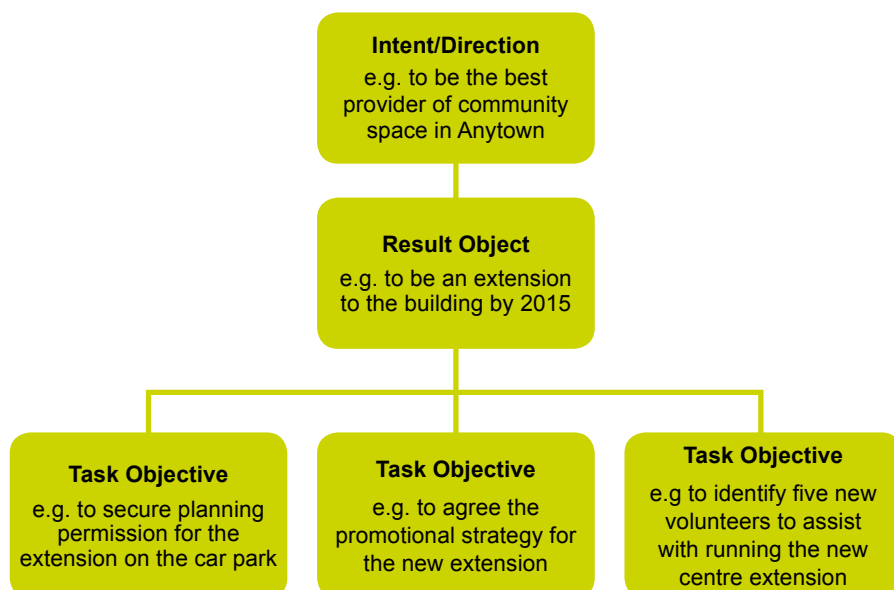 Intent/Direction
e.g. to be the best
provider of community
space in Anytown
Result Object
e.g. to be an extension
to the building by 2015
Task Objective
e.g. to secure planning
permission for the
extension on the car park
Task Objective
e.g. to agree the
promotional strategy for
the new extension
Task Objective
e.g to identify five new
volunteers to assist
with running the new
centre extension